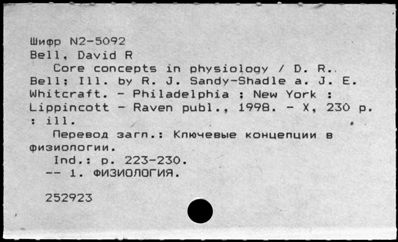 Шифр N2-5092
Bell, David R
Core concepts in physiology / D. R.
Bell; Ill. by R. J. Sandy-Shadle a. J. E.
Whitcraft. - Philadelphia ; New York :
Lippincott - Raven publ., 1998. - X, 230 p.
: ill.
Перевод загл.: Ключевые концепции в
физиологии.
Ind.: p. 223-230.
-- 1. ФИЗИОЛОГИЯ.
252923